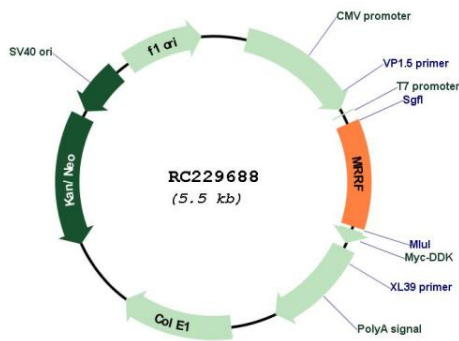 CMV promoter
VP1.5 primer
T7 promoter
SgfI
MRRF
MluI
Myc-DDK
XL39 primer
PolyA signal
Col E1
Kan/Neo
SV40 ori
f1 ori
RC229688
(5.5 kb)